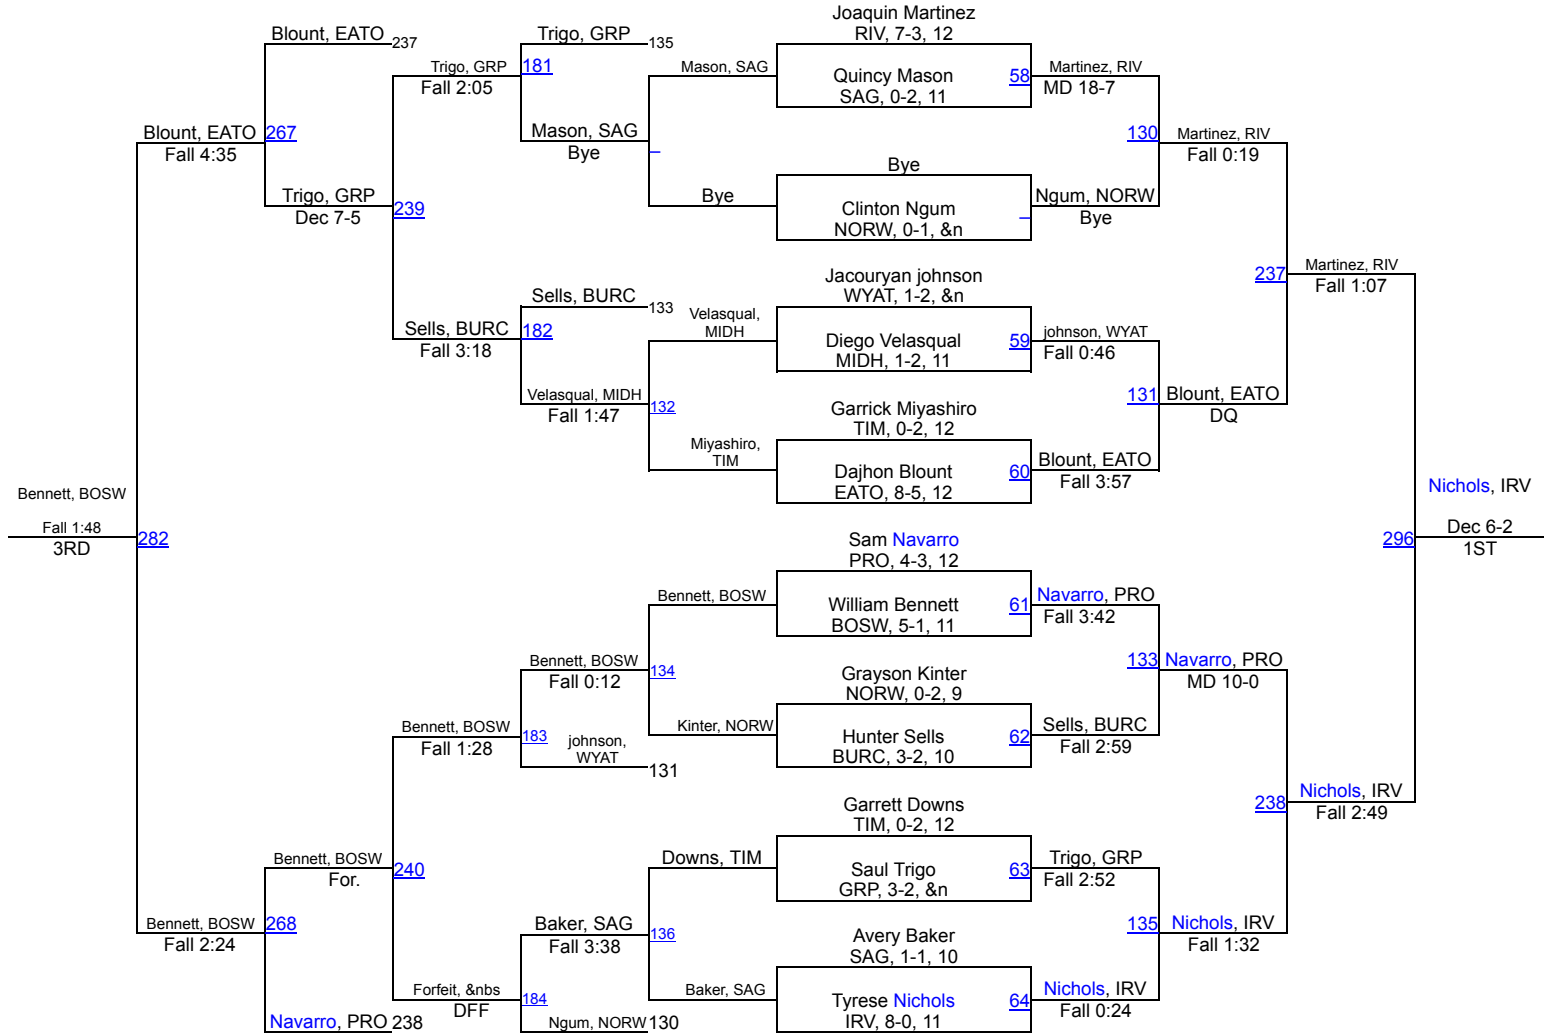 Joaquin Martinez
RIV, 7-3, 12
Blount, EATO 237
Trigo, GRP 135
Trigo, GRP
Fall 2:05
181
Mason, SAG
Quincy Mason
SAG, 0-2, 11
58
Martinez, RIV
MD 18-7
Blount, EATO
Fall 4:35
267
Mason, SAG
Bye
–
130
Martinez, RIV
Fall 0:19
Bye
Trigo, GRP
Dec 7-5
239
Bye
Clinton Ngum
NORW, 0-1, &n
–
Ngum, NORW
Bye
Jacouryan johnson
WYAT, 1-2, &n
237
Martinez, RIV
Fall 1:07
Sells, BURC
133
Sells, BURC
Fall 3:18
182
Velasqual,
MIDH
Diego Velasqual
MIDH, 1-2, 11
59
johnson, WYAT
Fall 0:46
Velasqual, MIDH
Fall 1:47
132
Garrick Miyashiro
TIM, 0-2, 12
131
Blount, EATO
DQ
Miyashiro,
TIM
Dajhon Blount
EATO, 8-5, 12
60
Blount, EATO
Fall 3:57
Bennett, BOSW
Fall 1:48
3RD
282
Nichols, IRV
Dec 6-2
1ST
296
Sam Navarro
PRO, 4-3, 12
Bennett, BOSW
William Bennett
BOSW, 5-1, 11
61
Navarro, PRO
Fall 3:42
Bennett, BOSW
Fall 0:12
134
Grayson Kinter
NORW, 0-2, 9
133
Navarro, PRO
MD 10-0
Bennett, BOSW
Fall 1:28
183
johnson,
WYAT
131
Kinter, NORW
Hunter Sells
BURC, 3-2, 10
62
Sells, BURC
Fall 2:59
Garrett Downs
TIM, 0-2, 12
238
Nichols, IRV
Fall 2:49
Bennett, BOSW
For.
240
Downs, TIM
Saul Trigo
GRP, 3-2, &n
63
Trigo, GRP
Fall 2:52
Bennett, BOSW
Fall 2:24
268
Baker, SAG
Fall 3:38
136
Avery Baker
SAG, 1-1, 10
135
Nichols, IRV
Fall 1:32
Forfeit, &nbs
DFF
184
Baker, SAG
Tyrese Nichols
IRV, 8-0, 11
64
Nichols, IRV
Fall 0:24
Navarro, PRO 238
Ngum, NORW 130